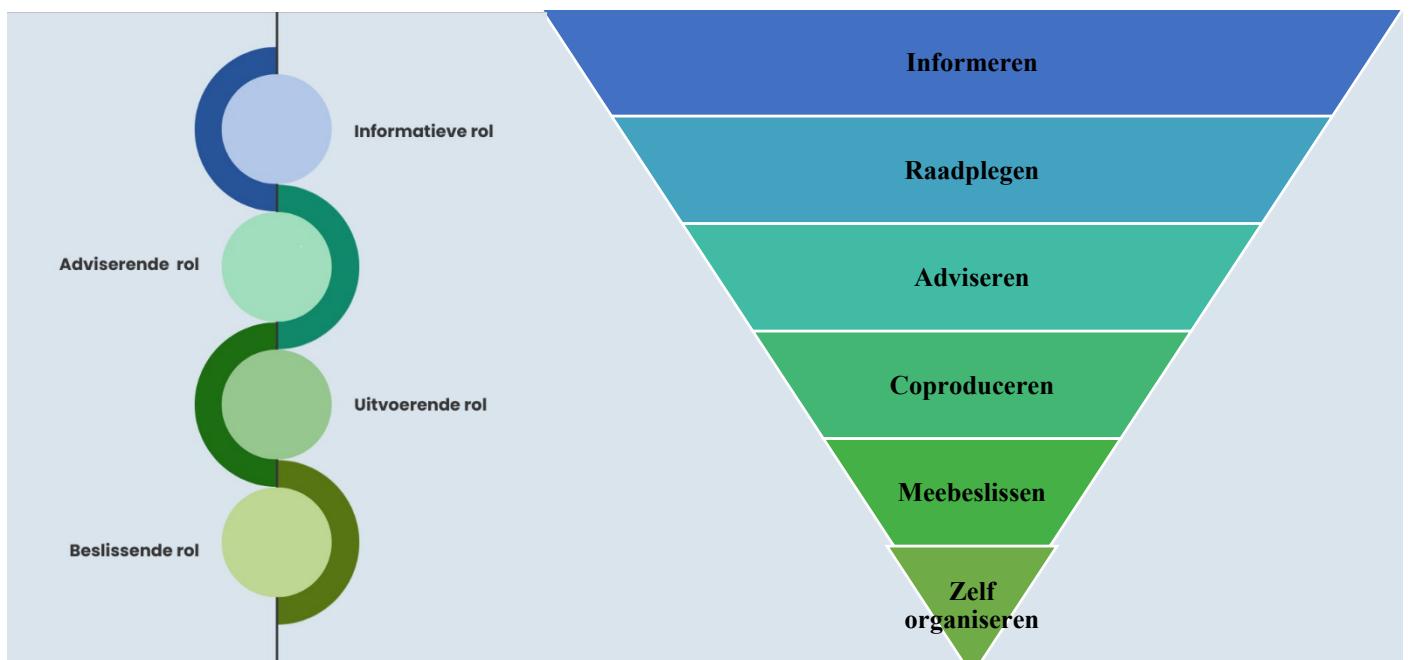 Informatieve rol
Adviserende rol
Uitvoerende rol
Beslissende rol
Informeren
Raadplegen
Adviseren
Coproduceren
Meebeslissen
Zelf
organiseren